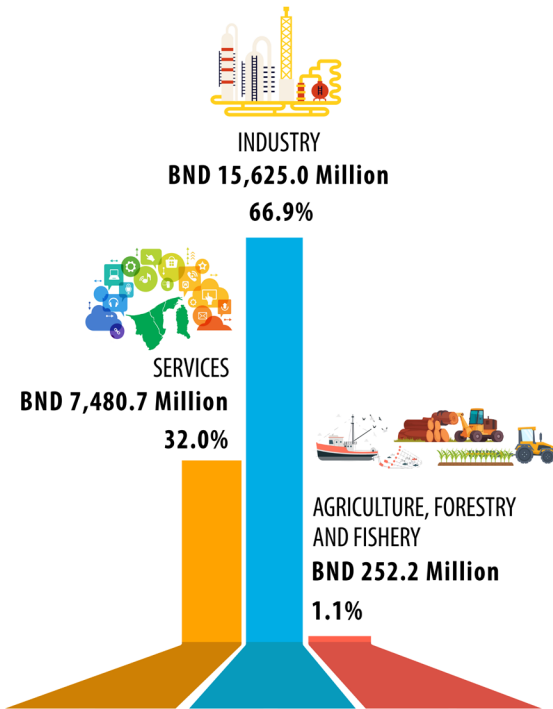 INDUSTRY
BND 15,625.0 Million
66.9%
SERVICES
BND 7,480.7 Million
32.0%
AGRICULTURE, FORESTRY
AND FISHERY
BND 252.2 Million
1.1%